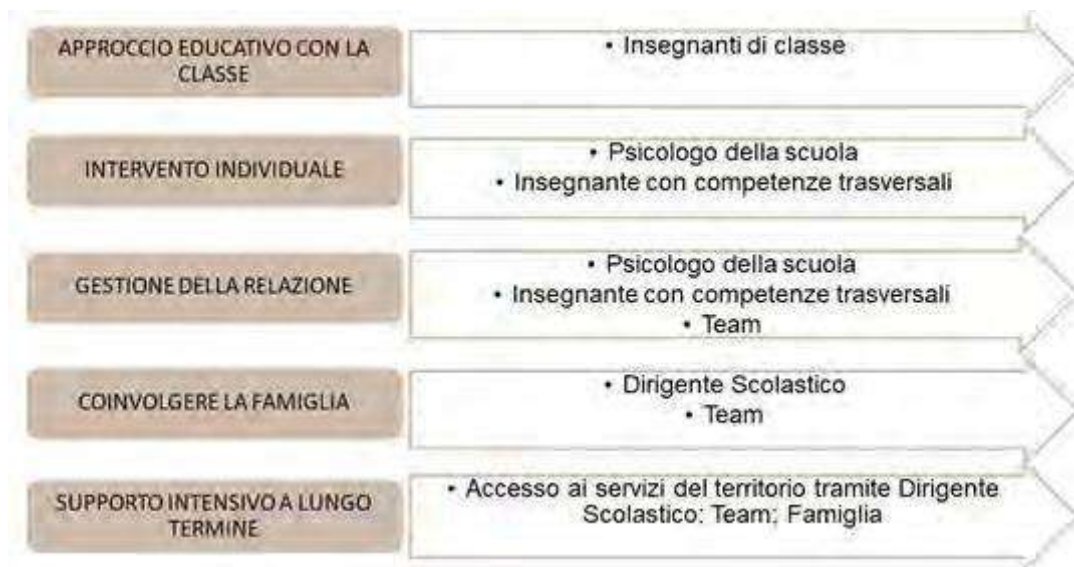 APPROCCIO EDUCATIVO CON LA
CLASSE
• Insegnanti di classe
INTERVENTO INDIVIDUALE
• Psicologo della scuola
• Insegnante con competenze trasversali
GESTIONE DELLA RELAZIONE
• Psicologo della scuola
• Insegnante con competenze trasversali
• Team
COINVOLGERE LA FAMIGLIA
• Dirigente Scolastico
• Team
SUPPORTO INTENSIVO A LUNGO
TERMINE
• Accesso ai servizi del territorio tramite Dirigente
Scolastico; Team; Famiglia